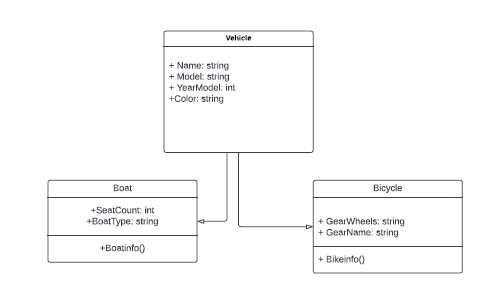 Vehicle
+ Name: string
+ Model: string
+ YearModel: int
+Color: string
Boat
+SeatCount: int
+BoatType: string
+Boatinfo()
Bicycle
+ GearWheels: string
+ GearName: string
+ Bikeinfo()